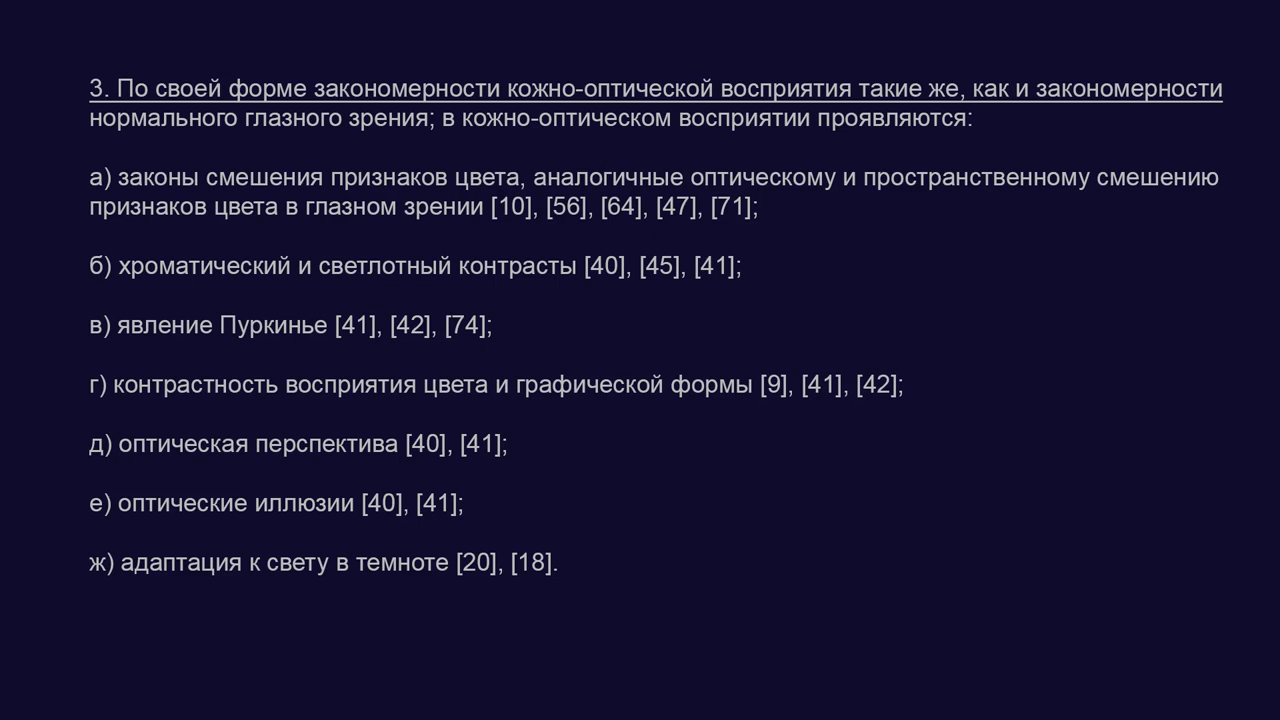 3. По своей форме закономерности кожно-оптической восприятия такие же, как и закономерности
нормального глазного зрения; в кожно-оптическом восприятии проявляются:
а) законы смешения признаков цвета, аналогичные оптическому и пространственному смешению
признаков цвета в глазном зрении [10], [56], [64], [47], [71];
б) хроматический и светлотный контрасты [40], [45], [41];
в) явление Пуркинье [41], [42], [74];
г) контрастность восприятия цвета и графической формы [9], [41], [42];
д) оптическая перспектива [40], [41];
е) оптические иллюзии [40], [41];
ж) адаптация к свету в темноте [20], [18].